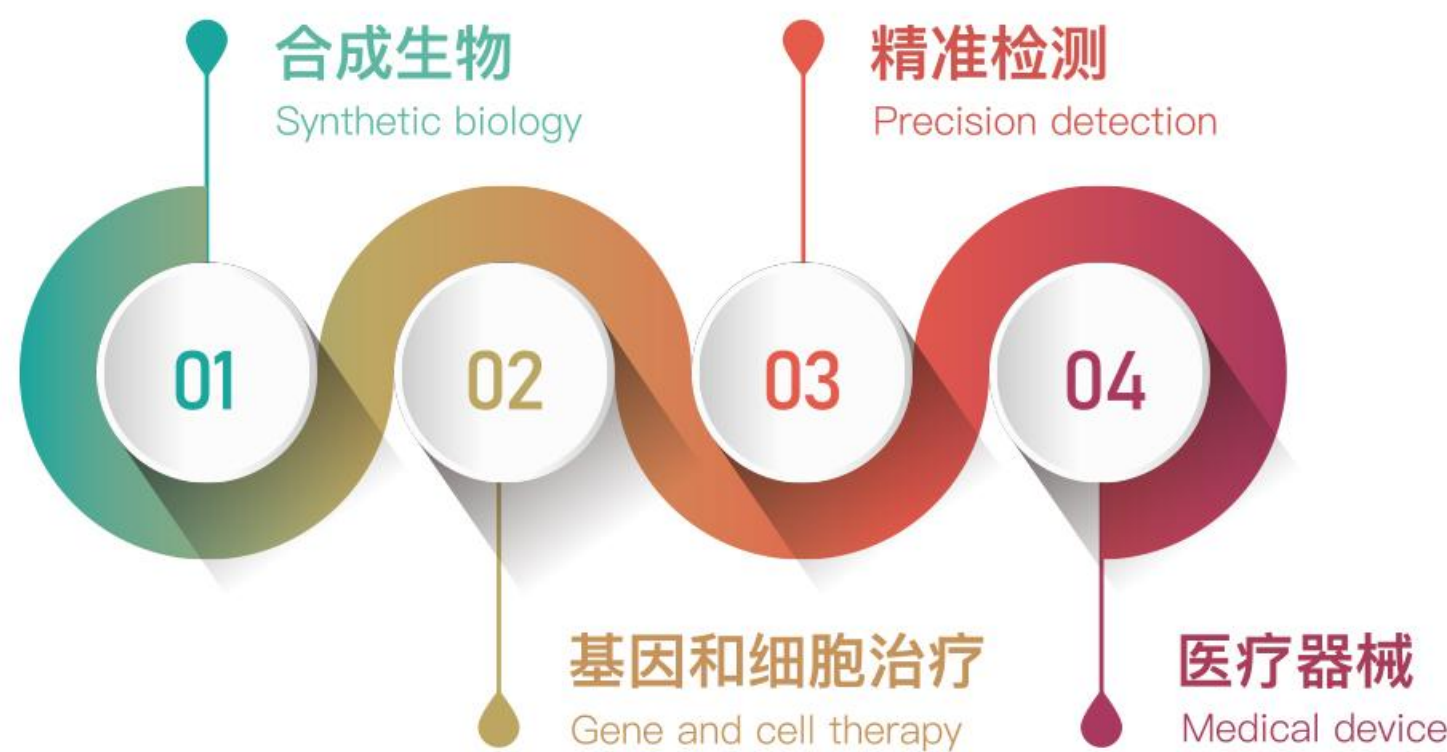 合成生物
Synthetic biology
精准检测
Precision detection
01
02
03
04
基因和细胞治疗
Gene and cell therapy
医疗器械
Medical device